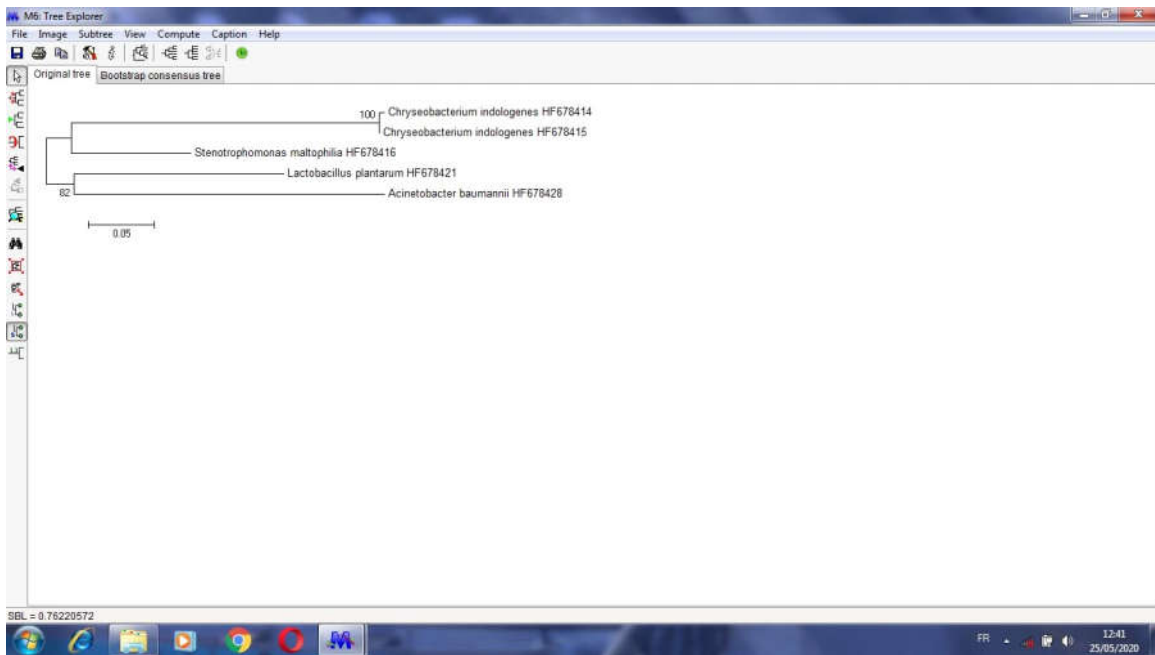 M6: Tree Explorer
File Image Subtree View Compute Caption Help
Original tree Bootstrap consensus tree
100 Chryseobacterium indologenes HF678414
Chryseobacterium indologenes HF678415
Stenotrophomonas maltophilia HF678416
Lactobacillus plantarum HF678421
82 Acinetobacter baumannii HF678428
0.05
SBL = 0.76220572
FR 12:41
25/05/2020